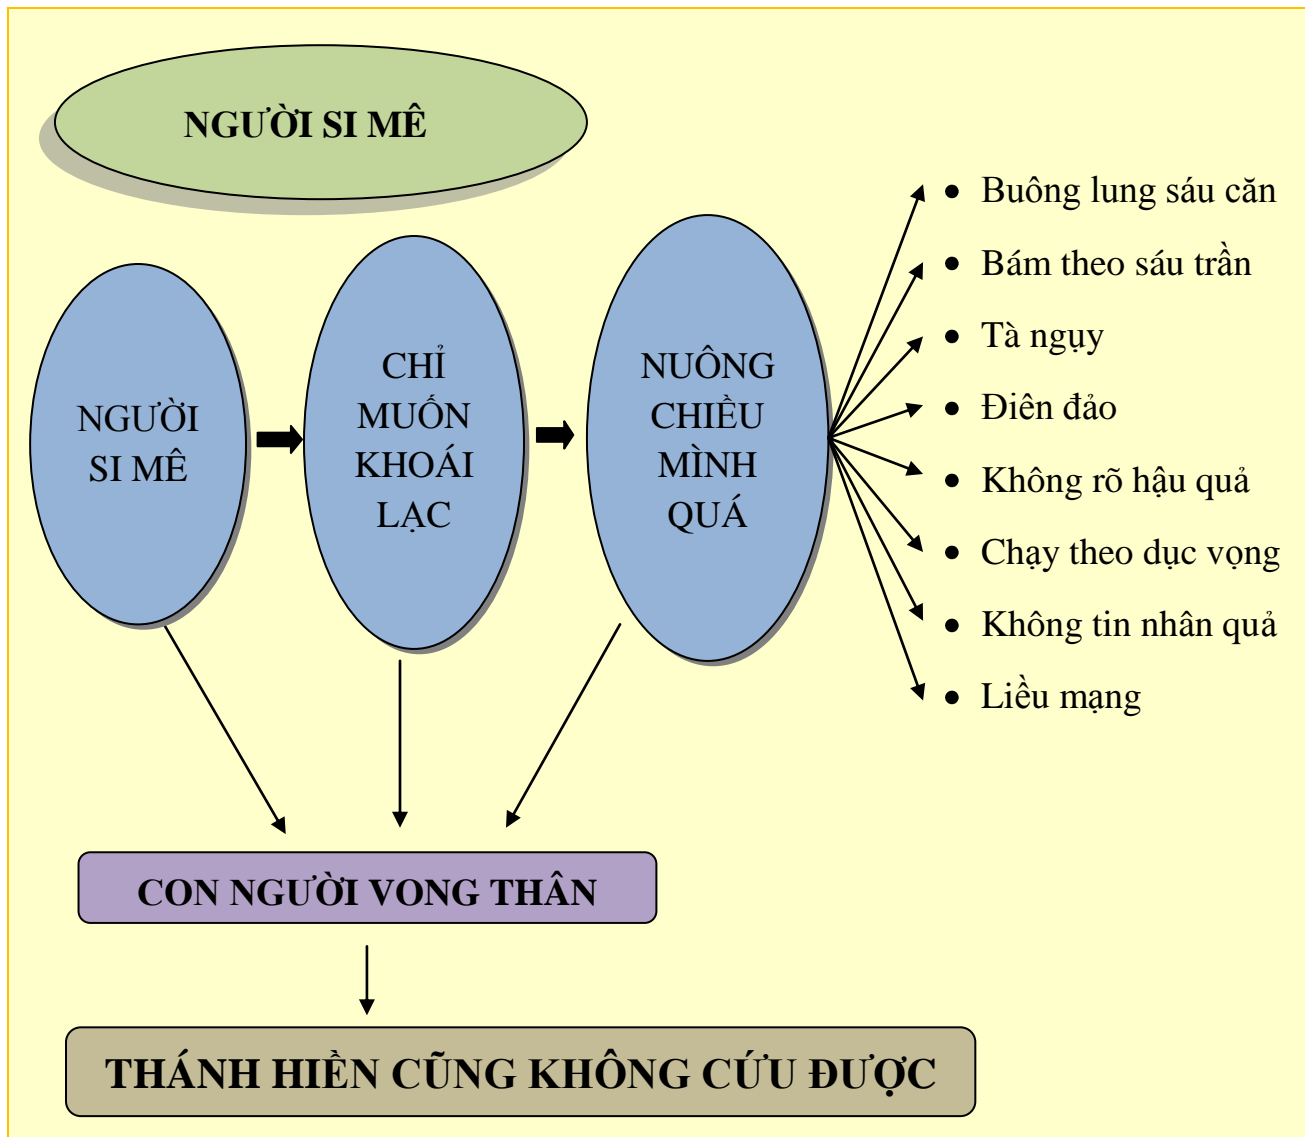 NGƯỜI SI MÊ
NGƯỜI
SI MÊ
CHỈ
MUỐN
KHOÁI
LẠC
NUÔNG
CHIỀU
MÌNH
QUÁ
• Buông lung sáu căn
• Bám theo sáu trần
• Tà ngụy
• Điên đảo
• Không rõ hậu quả
• Chạy theo dục vọng
• Không tin nhân quả
• Liều mạng
CON NGƯỜI VONG THÂN
THÁNH HIỀN CŨNG KHÔNG CỨU ĐƯỢC